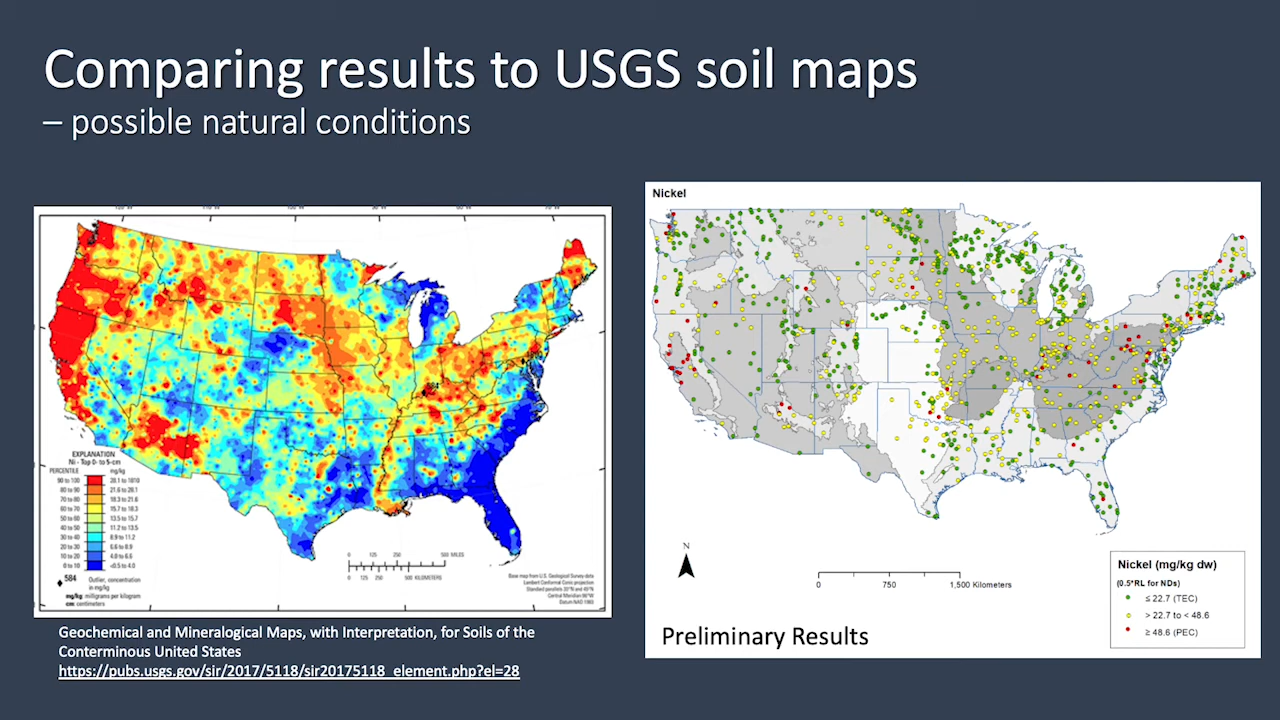 Comparing results to USGS soil maps
– possible natural conditions
EXPLANATION
Ni - Top 0- to 5-cm
PERCENTILE mg/kg
90 to 100 28.1 to 1810
80 to 90 21.6 to 28.1
70 to 80 18.3 to 21.6
60 to 70 15.7 to 18.3
50 to 60 13.5 to 15.7
40 to 50 11.2 to 13.5
30 to 40 8.9 to 11.2
20 to 30 6.6 to 8.9
10 to 20 4.0 to 6.6
0 to 10 <0.5 to 4.0
584 Outlier, concentration
in mg/kg
mg/kg: milligrams per kilogram
cm: centimeters
584
0 125 250 500 MILES
0 125 250 500 KILOMETERS
Base map from U.S. Geological Survey data
Lambert Conformal Conic projection
Central Meridian 96°W
Datum NAD 1983
Geochemical and Mineralogical Maps, with Interpretation, for Soils of the
Conterminous United States
https://pubs.usgs.gov/sir/2017/5118/sir20175118_element.php?el=28
Nickel
N
0 750 1,500 Kilometers
Preliminary Results
Nickel (mg/kg dw)
(0.5*RL for NDs)
≤ 22.7 (TEC)
> 22.7 to < 48.6
≥ 48.6 (PEC)